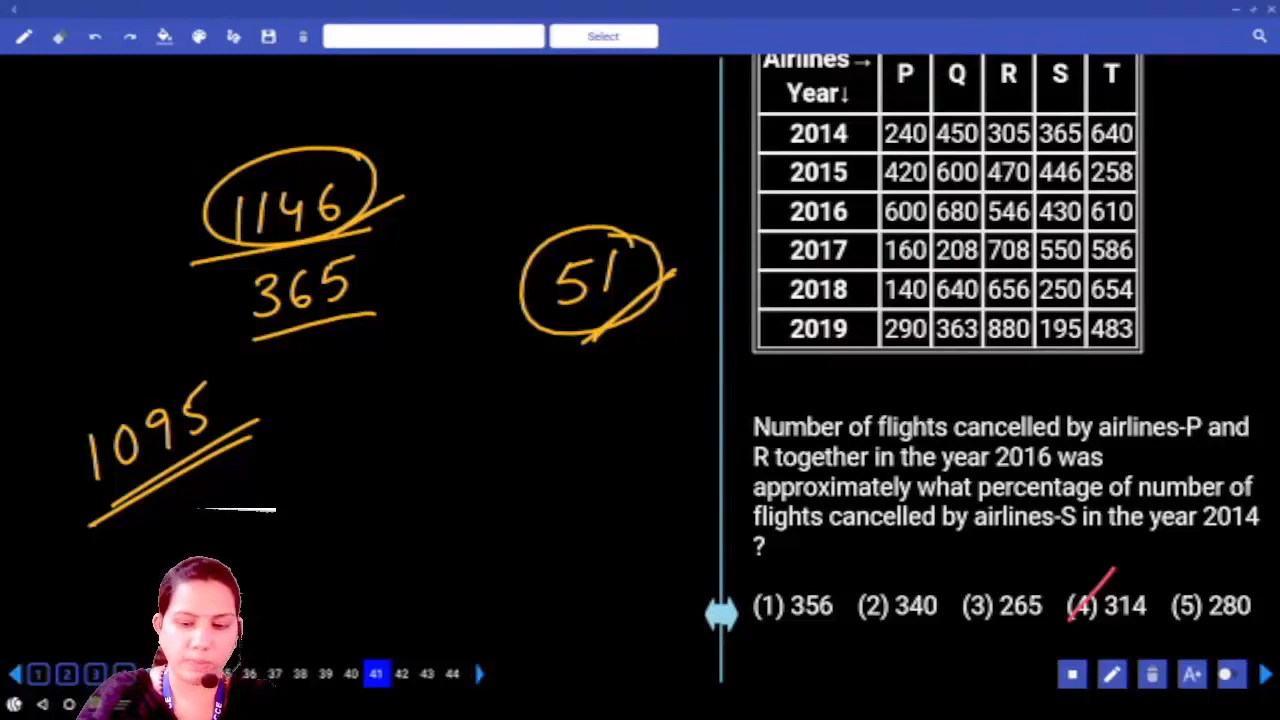 Select
Airlines→ P Q R S T
Year↓
2014 240 450 305 365 640
2015 420 600 470 446 258
2016 600 680 546 430 610
2017 160 208 708 550 586
2018 140 640 656 250 654
2019 290 363 880 195 483
1146
365
51
1095
Number of flights cancelled by airlines-P and
R together in the year 2016 was
approximately what percentage of number of
flights cancelled by airlines-S in the year 2014
?
(1) 356 (2) 340 (3) 265 (4) 314 (5) 280
1 2 3 36 37 38 39 40 41 42 43 44
A+